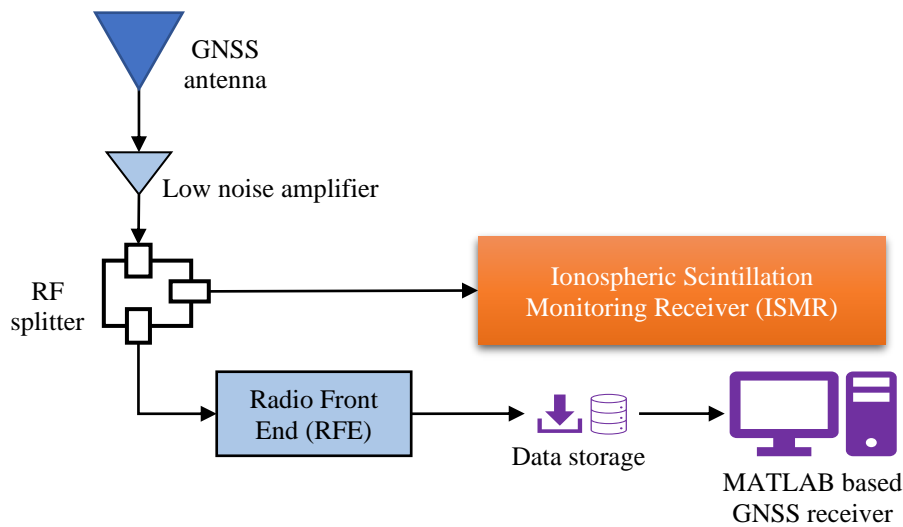 GNSS
antenna
Low noise amplifier
RF
splitter
Ionospheric Scintillation
Monitoring Receiver (ISMR)
Radio Front
End (RFE)
Data storage
MATLAB based
GNSS receiver